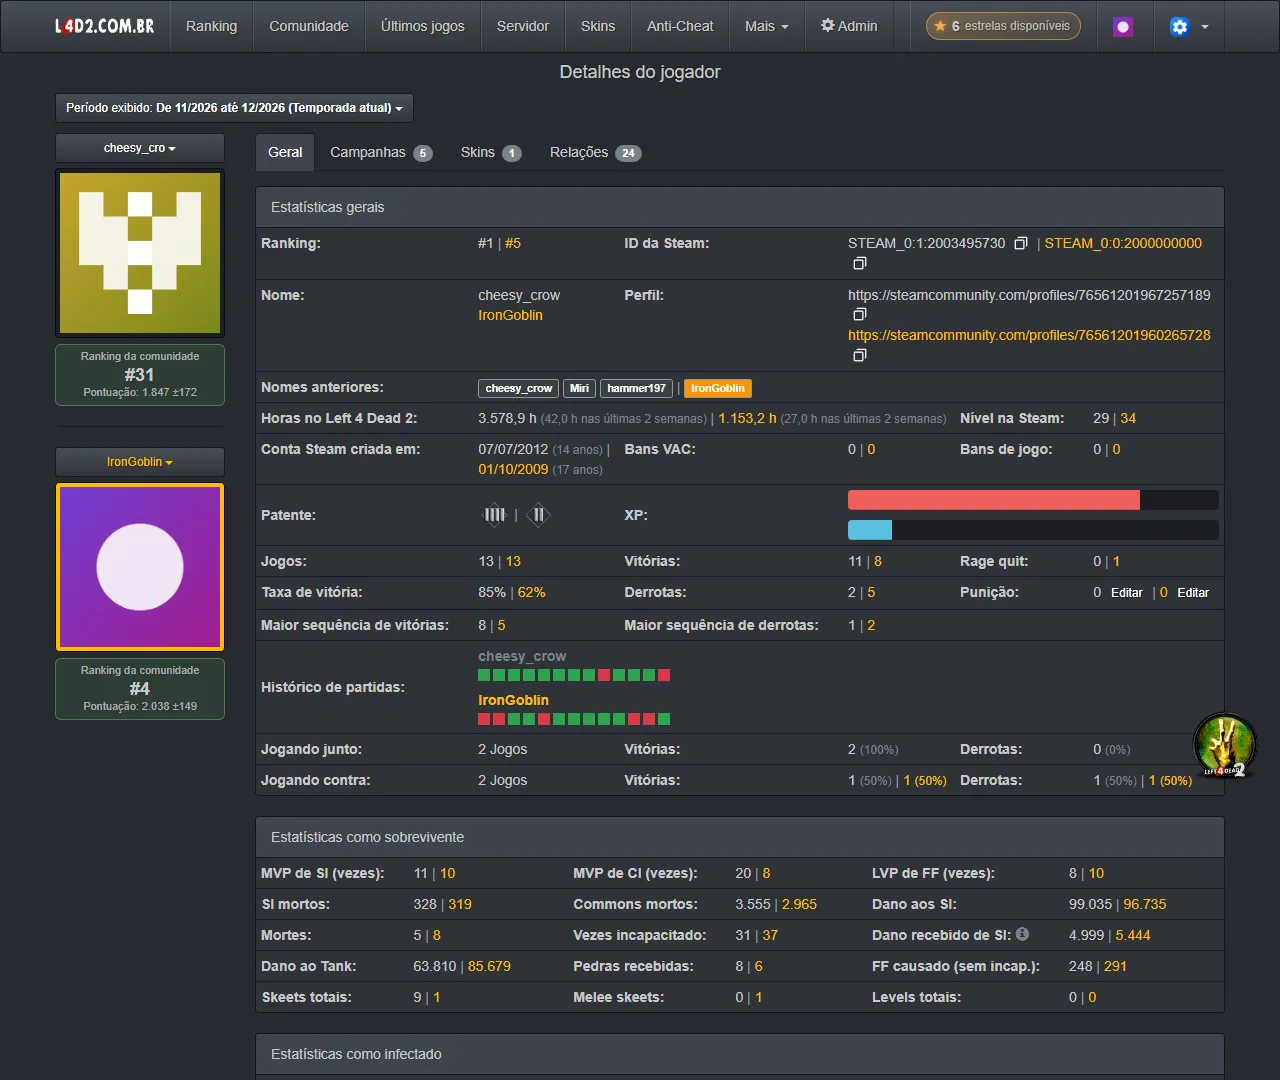 L4D2.COM.BR Ranking Comunidade Últimos jogos Servidor Skins Anti-Cheat Mais Admin 6 estrelas disponíveis
Detalhes do jogador
Período exibido: De 11/2026 até 12/2026 (Temporada atual)
cheesy_cro
Ranking da comunidade
#31
Pontuação: 1.847 ±172
IronGoblin
Ranking da comunidade
#4
Pontuação: 2.038 ±149
Geral Campanhas 5 Skins 1 Relações 24
Estatísticas gerais
Ranking: #1 | #5 ID da Steam: STEAM_0:1:2003495730 | STEAM_0:0:2000000000
Nome: cheesy_crow Perfil: https://steamcommunity.com/profiles/76561201967257189
IronGoblin
https://steamcommunity.com/profiles/76561201960265728
Nomes anteriores: cheesy_crow Miri hammer197 | IronGoblin
Horas no Left 4 Dead 2: 3.578,9 h (42,0 h nas últimas 2 semanas) | 1.153,2 h (27,0 h nas últimas 2 semanas) Nível na Steam: 29 | 34
Conta Steam criada em: 07/07/2012 (14 anos) | Bans VAC: 0 | 0 Bans de jogo: 0 | 0
01/10/2009 (17 anos)
Patente: | XP:
Jogos: 13 | 13 Vitórias: 11 | 8 Rage quit: 0 | 1
Taxa de vitória: 85% | 62% Derrotas: 2 | 5 Punição: 0 Editar | 0 Editar
Maior sequência de vitórias: 8 | 5 Maior sequência de derrotas: 1 | 2
cheesy_crow
Histórico de partidas:
IronGoblin
Jogando junto: 2 Jogos Vitórias: 2 (100%) Derrotas: 0 (0%)
Jogando contra: 2 Jogos Vitórias: 1 (50%) | 1 (50%) Derrotas: 1 (50%) | 1 (50%)
LEFT 4 DEAD 2
Estatísticas como sobrevivente
MVP de SI (vezes): 11 | 10 MVP de CI (vezes): 20 | 8 LVP de FF (vezes): 8 | 10
SI mortos: 328 | 319 Commons mortos: 3.555 | 2.965 Dano aos SI: 99.035 | 96.735
Mortes: 5 | 8 Vezes incapacitado: 31 | 37 Dano recebido de SI: 4.999 | 5.444
Dano ao Tank: 63.810 | 85.679 Pedras recebidas: 8 | 6 FF causado (sem incap.): 248 | 291
Skeets totais: 9 | 1 Melee skeets: 0 | 1 Levels totais: 0 | 0
Estatísticas como infectado